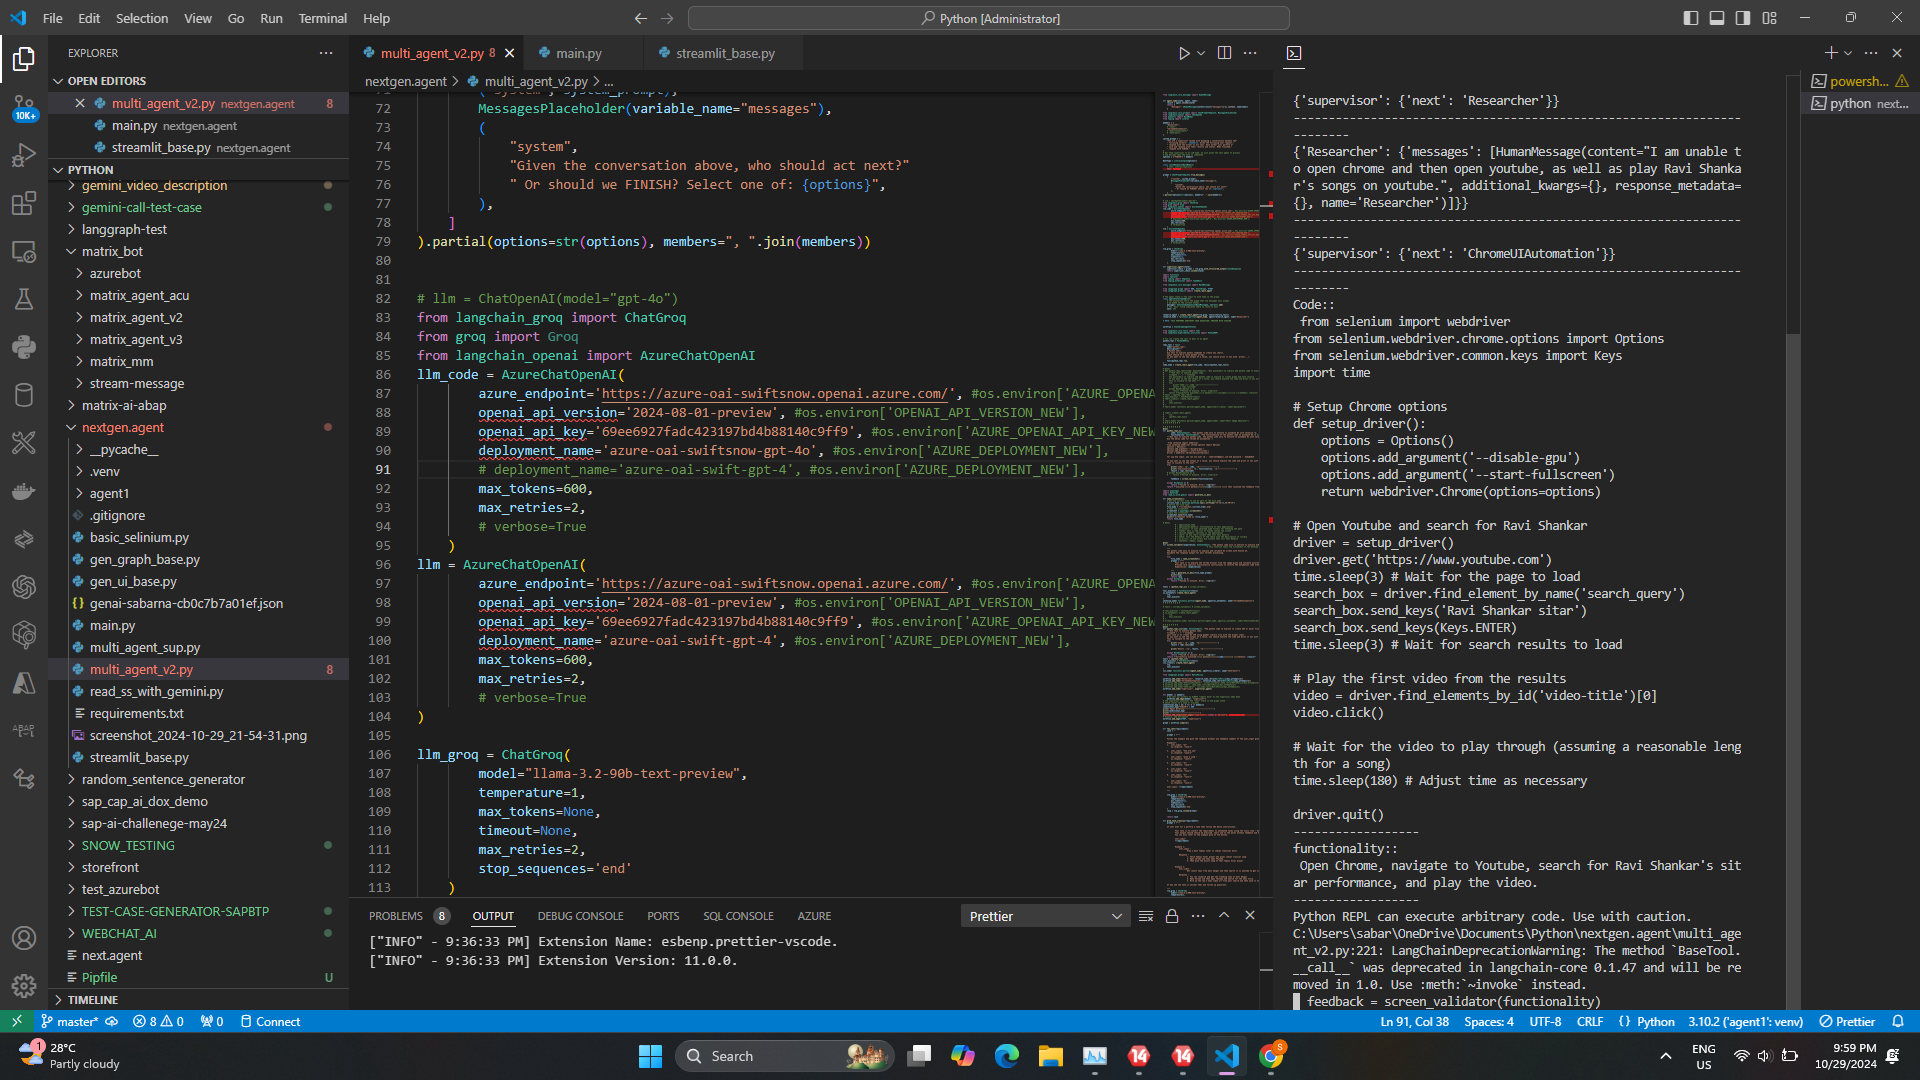 File Edit Selection View Go Run Terminal Help
Python [Administrator]
EXPLORER
OPEN EDITORS
multi_agent_v2.py nextgen.agent 8
main.py nextgen.agent
streamlit_base.py nextgen.agent
PYTHON
gemini_video_description
gemini-call-test-case
langgraph-test
matrix_bot
azurebot
matrix_agent_acu
matrix_agent_v2
matrix_agent_v3
matrix_mm
stream-message
matrix-ai-abap
nextgen.agent
__pycache__
.venv
agent1
.gitignore
basic_selinium.py
gen_graph_base.py
gen_ui_base.py
genai-sabarna-cb0c7b7a01ef.json
main.py
multi_agent_sup.py
multi_agent_v2.py 8
read_ss_with_gemini.py
requirements.txt
screenshot_2024-10-29_21-54-31.png
streamlit_base.py
random_sentence_generator
sap_cap_ai_dox_demo
sap-ai-challenege-may24
SNOW_TESTING
storefront
test_azurebot
TEST-CASE-GENERATOR-SAPBTP
WEBCHAT_AI
next.agent
Pipfile U
TIMELINE
10K+
multi_agent_v2.py 8 main.py streamlit_base.py
nextgen.agent > multi_agent_v2.py > ...
72 MessagesPlaceholder(variable_name="messages"),
73 (
74 "system",
75 "Given the conversation above, who should act next?"
76 " Or should we FINISH? Select one of: {options}",
77 ),
78 ]
79 ).partial(options=str(options), members=", ".join(members))
80
81
82 # llm = ChatOpenAI(model="gpt-4o")
83 from langchain_groq import ChatGroq
84 from groq import Groq
85 from langchain_openai import AzureChatOpenAI
86 llm_code = AzureChatOpenAI(
87 azure_endpoint='https://azure-oai-swiftsnow.openai.azure.com/', #os.environ['AZURE_OPENA
88 openai_api_version='2024-08-01-preview', #os.environ['OPENAI_API_VERSION_NEW'],
89 openai_api_key='69ee6927fadc423197bd4b88140c9ff9', #os.environ['AZURE_OPENAI_API_KEY_NEW
90 deployment_name='azure-oai-swiftsnow-gpt-4o', #os.environ['AZURE_DEPLOYMENT_NEW'],
91 # deployment_name='azure-oai-swift-gpt-4', #os.environ['AZURE_DEPLOYMENT_NEW'],
92 max_tokens=600,
93 max_retries=2,
94 # verbose=True
95 )
96 llm = AzureChatOpenAI(
97 azure_endpoint='https://azure-oai-swiftsnow.openai.azure.com/', #os.environ['AZURE_OPENA
98 openai_api_version='2024-08-01-preview', #os.environ['OPENAI_API_VERSION_NEW'],
99 openai_api_key='69ee6927fadc423197bd4b88140c9ff9', #os.environ['AZURE_OPENAI_API_KEY_NEW
100 deployment_name='azure-oai-swift-gpt-4', #os.environ['AZURE_DEPLOYMENT_NEW'],
101 max_tokens=600,
102 max_retries=2,
103 # verbose=True
104 )
105
106 llm_groq = ChatGroq(
107 model="llama-3.2-90b-text-preview",
108 temperature=1,
109 max_tokens=None,
110 timeout=None,
111 max_retries=2,
112 stop_sequences='end'
113 )
PROBLEMS 8 OUTPUT DEBUG CONSOLE PORTS SQL CONSOLE AZURE
Prettier
["INFO" - 9:36:33 PM] Extension Name: esbenp.prettier-vscode.
["INFO" - 9:36:33 PM] Extension Version: 11.0.0.
powersh...
python next...
{'supervisor': {'next': 'Researcher'}}
----------------------------------------------------------------
--------
{'Researcher': {'messages': [HumanMessage(content="I am unable t
o open chrome and then open youtube, as well as play Ravi Shanka
r's songs on youtube.", additional_kwargs={}, response_metadata=
{}, name='Researcher')]}}
----------------------------------------------------------------
--------
{'supervisor': {'next': 'ChromeUIAutomation'}}
----------------------------------------------------------------
--------
Code::
from selenium import webdriver
from selenium.webdriver.chrome.options import Options
from selenium.webdriver.common.keys import Keys
import time
# Setup Chrome options
def setup_driver():
options = Options()
options.add_argument('--disable-gpu')
options.add_argument('--start-fullscreen')
return webdriver.Chrome(options=options)
# Open Youtube and search for Ravi Shankar
driver = setup_driver()
driver.get('https://www.youtube.com')
time.sleep(3) # Wait for the page to load
search_box = driver.find_element_by_name('search_query')
search_box.send_keys('Ravi Shankar sitar')
search_box.send_keys(Keys.ENTER)
time.sleep(3) # Wait for search results to load
# Play the first video from the results
video = driver.find_elements_by_id('video-title')[0]
video.click()
# Wait for the video to play through (assuming a reasonable leng
th for a song)
time.sleep(180) # Adjust time as necessary
driver.quit()
------------------
functionality::
Open Chrome, navigate to Youtube, search for Ravi Shankar's sit
ar performance, and play the video.
------------------
Python REPL can execute arbitrary code. Use with caution.
C:\Users\sabar\OneDrive\Documents\Python\nextgen.agent\multi_age
nt_v2.py:221: LangChainDeprecationWarning: The method `BaseTool.
__call__` was deprecated in langchain-core 0.1.47 and will be re
moved in 1.0. Use :meth:`~invoke` instead.
feedback = screen_validator(functionality)
master* 8 0 0 Connect
Ln 91, Col 38 Spaces: 4 UTF-8 CRLF {} Python 3.10.2 ('agent1': venv) Prettier
1 28°C
Partly cloudy
Search
14 14 S
ENG
US
9:59 PM
10/29/2024